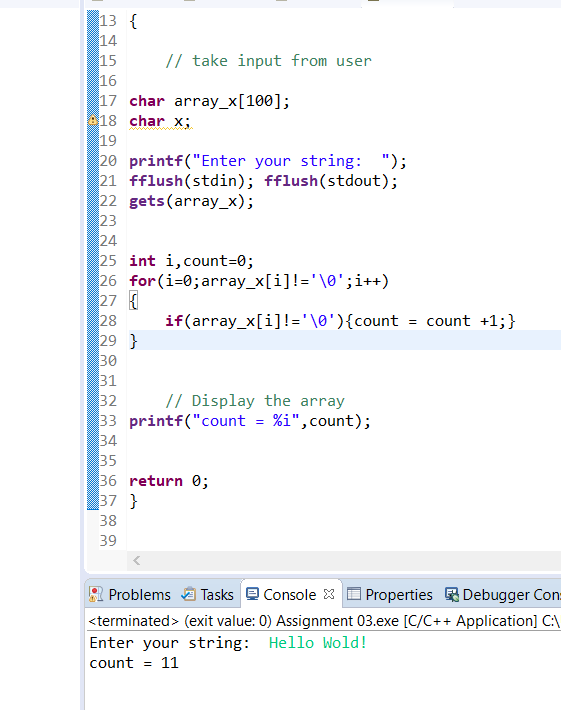 13 {
14
15 // take input from user
16
17 char array_x[100];
18 char x;
19
20 printf("Enter your string:  ");
21 fflush(stdin); fflush(stdout);
22 gets(array_x);
23
24
25 int i,count=0;
26 for(i=0;array_x[i]!='\0';i++)
27 {
28 if(array_x[i]!='\0'){count = count +1;}
29 }
30
31
32 // Display the array
33 printf("count = %i",count);
34
35
36 return 0;
37 }
38
39
Problems Tasks Console Properties Debugger Con
<terminated> (exit value: 0) Assignment 03.exe [C/C++ Application] C:\
Enter your string:  Hello Wold!
count = 11